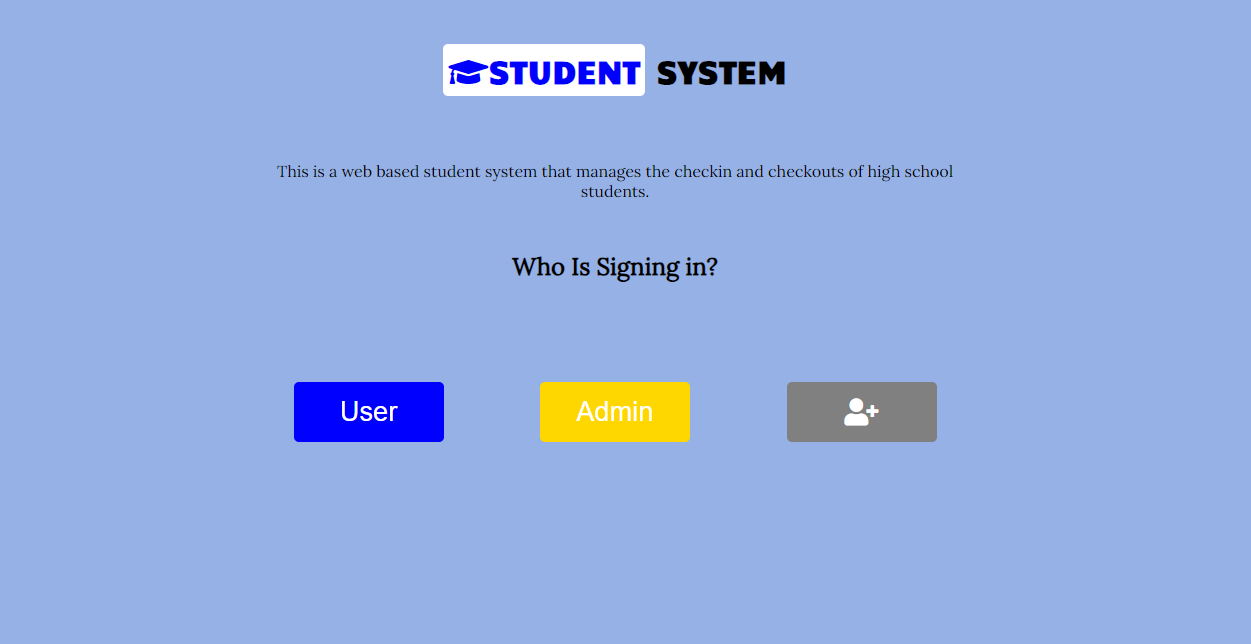 STUDENT SYSTEM
This is a web based student system that manages the checkin and checkouts of high school
students.
Who Is Signing in?
User
Admin